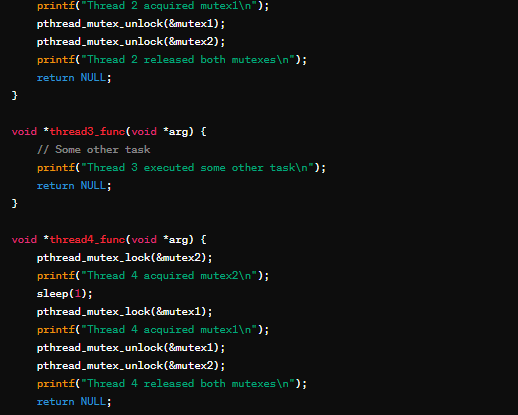 printf("Thread 2 acquired mutex1\n");
pthread_mutex_unlock(&mutex1);
pthread_mutex_unlock(&mutex2);
printf("Thread 2 released both mutexes\n");
return NULL;
}
void *thread3_func(void *arg) {
// Some other task
printf("Thread 3 executed some other task\n");
return NULL;
}
void *thread4_func(void *arg) {
pthread_mutex_lock(&mutex2);
printf("Thread 4 acquired mutex2\n");
sleep(1);
pthread_mutex_lock(&mutex1);
printf("Thread 4 acquired mutex1\n");
pthread_mutex_unlock(&mutex1);
pthread_mutex_unlock(&mutex2);
printf("Thread 4 released both mutexes\n");
return NULL;